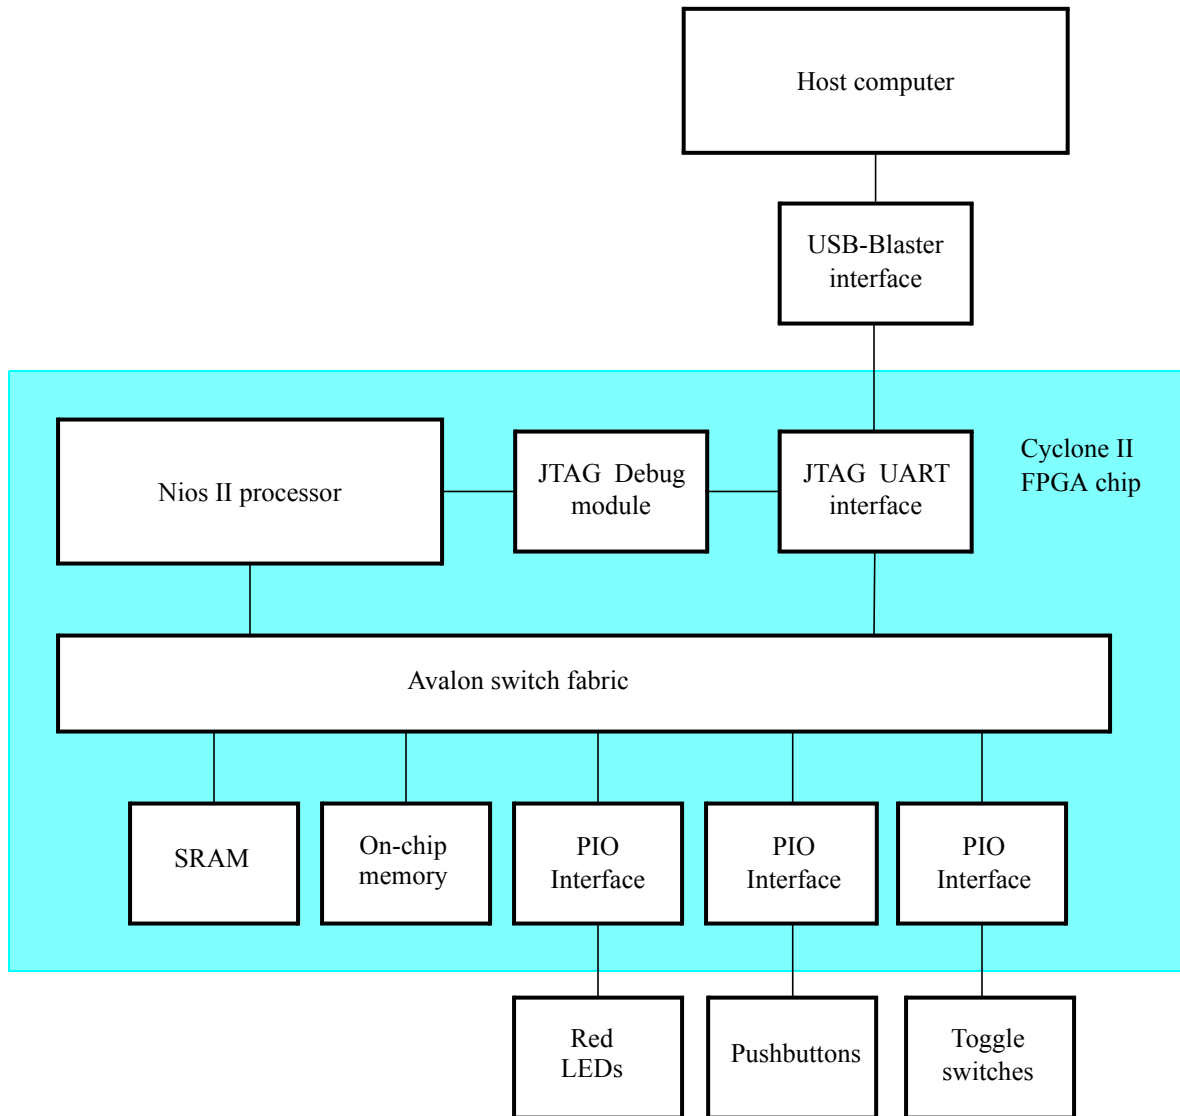 Host computer
USB-Blaster
interface
Cyclone II
FPGA chip
Nios II processor
JTAG Debug
module
JTAG UART
interface
Avalon switch fabric
SRAM
On-chip
memory
PIO
Interface
PIO
Interface
PIO
Interface
Red
LEDs
Pushbuttons
Toggle
switches